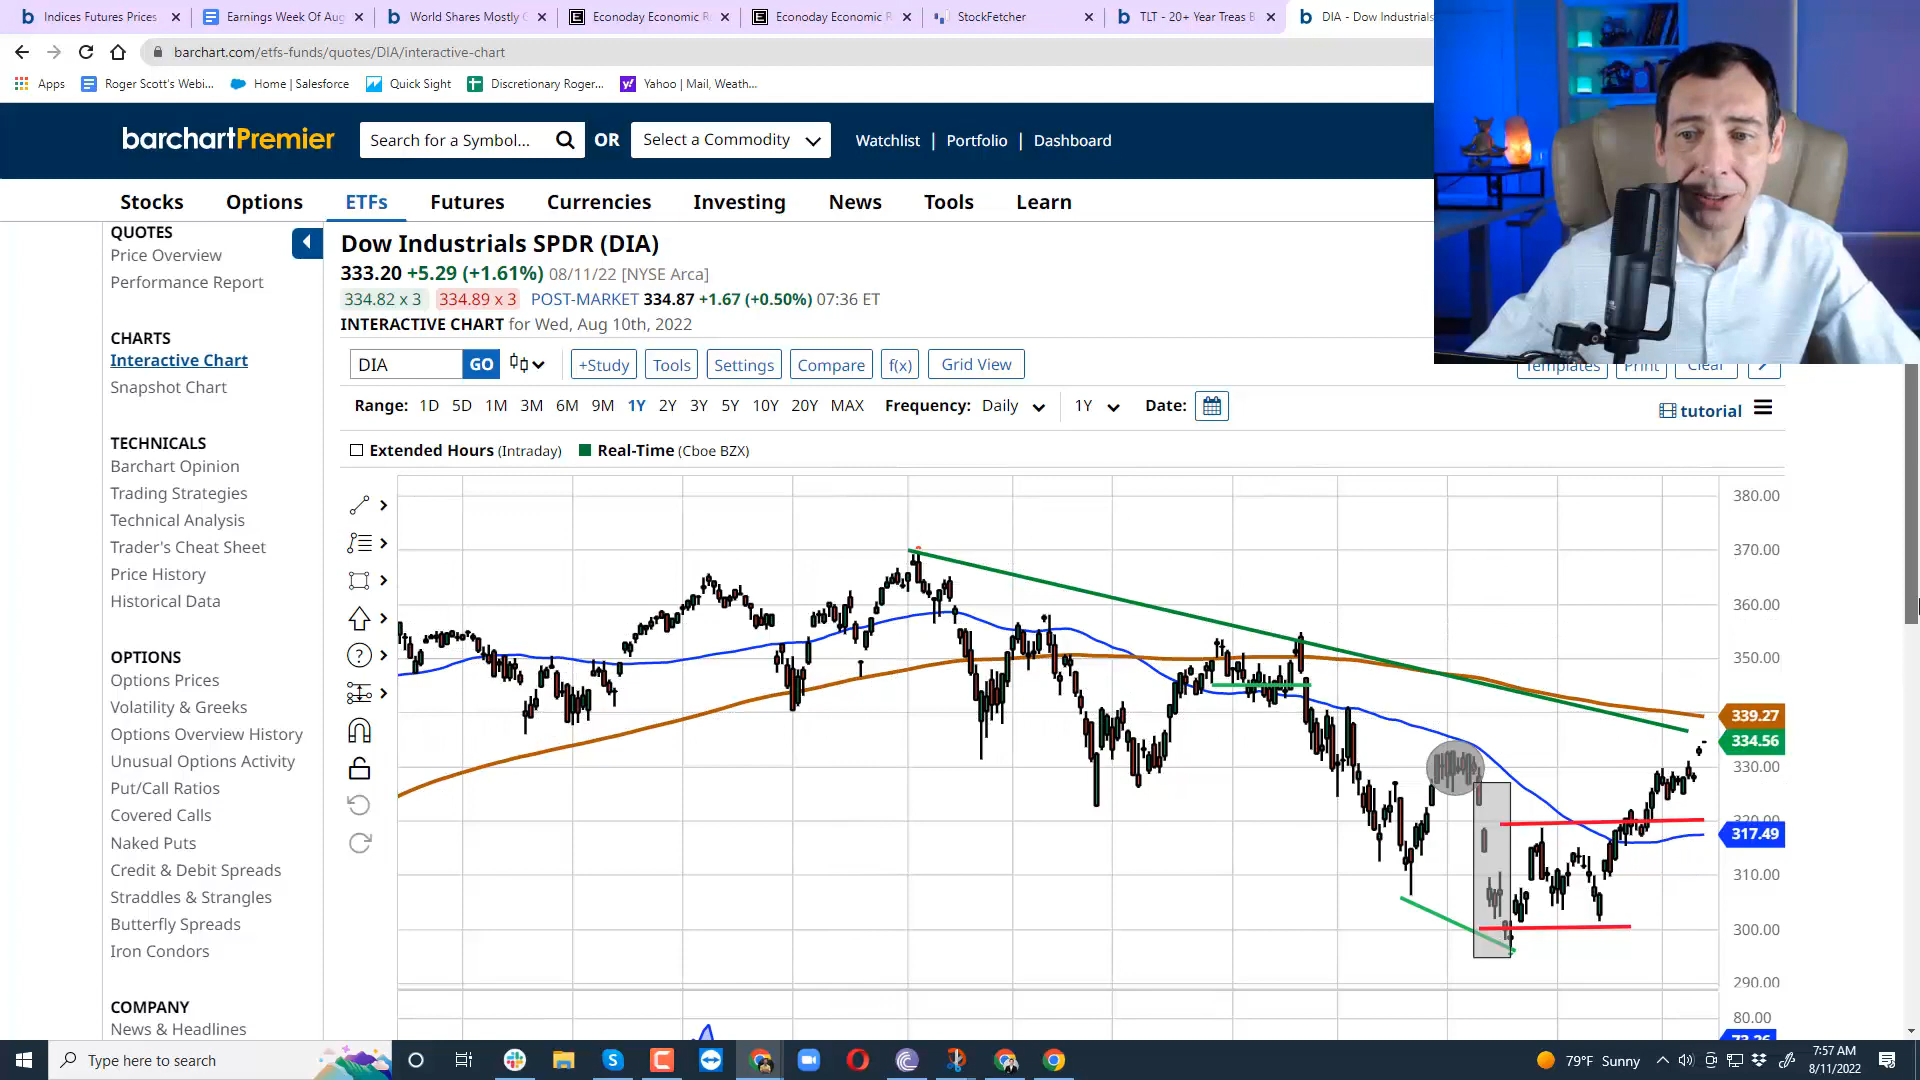 Indices Futures Prices
Earnings Week Of Aug
World Shares Mostly
Econoday Economic R
Econoday Economic R
StockFetcher
TLT - 20+ Year Treas B
DIA - Dow Industrials
barchart.com/etfs-funds/quotes/DIA/interactive-chart
Apps
Roger Scott's Webi...
Home | Salesforce
Quick Sight
Discretionary Roger...
Yahoo | Mail, Weath...
barchartPremier
Search for a Symbol...
OR
Select a Commodity
Watchlist | Portfolio | Dashboard
Stocks Options ETFs Futures Currencies Investing News Tools Learn
QUOTES
Price Overview
Performance Report
CHARTS
Interactive Chart
Snapshot Chart
TECHNICALS
Barchart Opinion
Trading Strategies
Technical Analysis
Trader's Cheat Sheet
Price History
Historical Data
OPTIONS
Options Prices
Volatility & Greeks
Options Overview History
Unusual Options Activity
Put/Call Ratios
Covered Calls
Naked Puts
Credit & Debit Spreads
Straddles & Strangles
Butterfly Spreads
Iron Condors
COMPANY
News & Headlines
Dow Industrials SPDR (DIA)
333.20 +5.29 (+1.61%) 08/11/22 [NYSE Arca]
334.82 x 3 334.89 x 3 POST-MARKET 334.87 +1.67 (+0.50%) 07:36 ET
INTERACTIVE CHART for Wed, Aug 10th, 2022
DIA GO +Study Tools Settings Compare f(x) Grid View Templates Print Clear
Range: 1D 5D 1M 3M 6M 9M 1Y 2Y 3Y 5Y 10Y 20Y MAX Frequency: Daily 1Y Date:
tutorial
Extended Hours (Intraday) Real-Time (Cboe BZX)
380.00
370.00
360.00
350.00
339.27
334.56
330.00
320.00
317.49
310.00
300.00
290.00
80.00
73.26
Type here to search
79°F Sunny
7:57 AM
8/11/2022